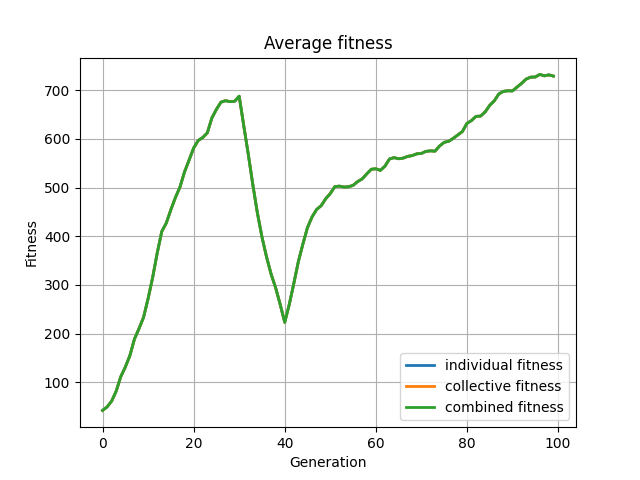 Average fitness
Fitness
700
600
500
400
300
200
100
0 20 40 60 80 100
Generation
individual fitness
collective fitness
combined fitness